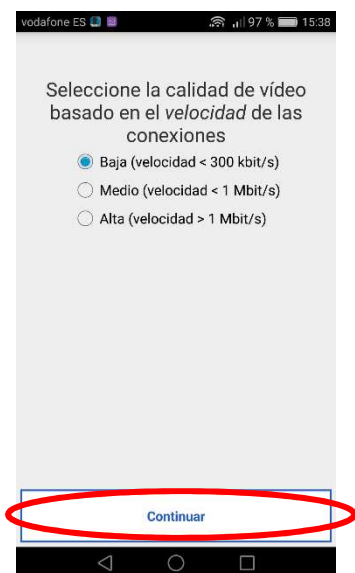 vodafone ES 97 % 15:38
Seleccione la calidad de vídeo
basado en el velocidad de las
conexiones
Baja (velocidad < 300 kbit/s)
Medio (velocidad < 1 Mbit/s)
Alta (velocidad > 1 Mbit/s)
Continuar